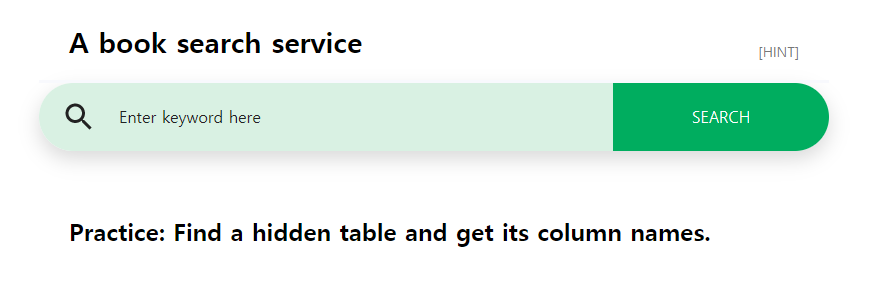 A book search service
[HINT]
Enter keyword here
SEARCH
Practice: Find a hidden table and get its column names.